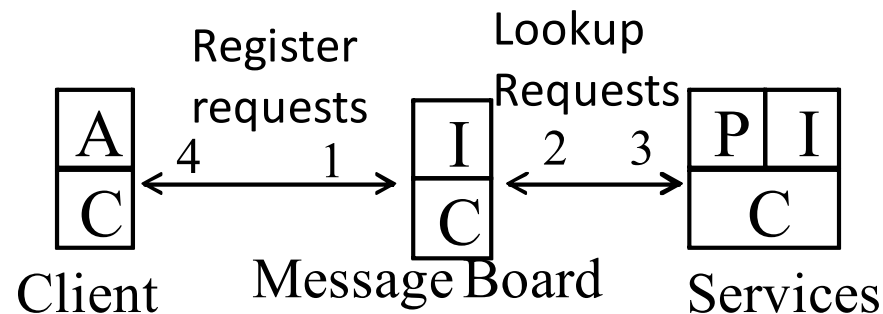 Register
requests
Lookup
Requests
A
C
4
1
I
C
2
3
P
I
C
Client
Message Board
Services